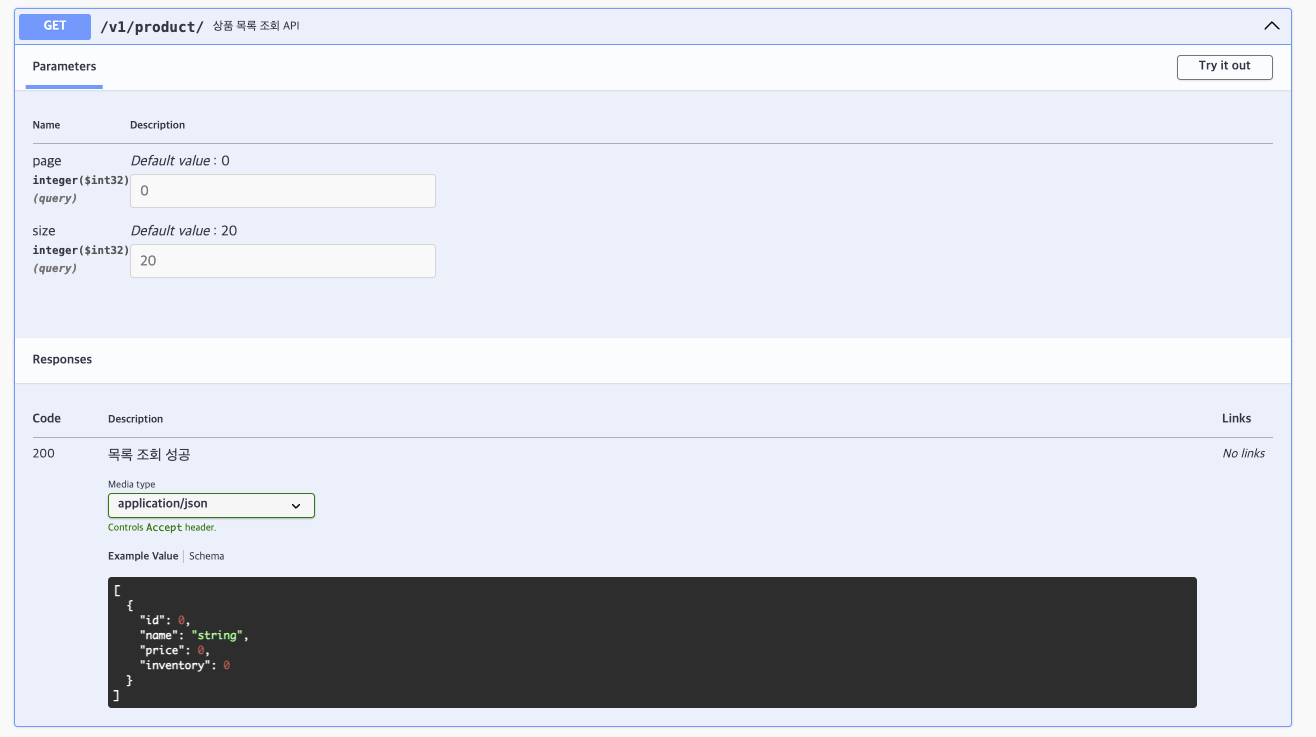 GET /v1/product/ 상품 목록 조회 API
Parameters Try it out
Name Description
page Default value : 0
integer($int32) 0
(query)
size Default value : 20
integer($int32) 20
(query)
Responses
Code Description Links
200 목록 조회 성공 No links
Media type
application/json
Controls Accept header.
Example Value Schema
[
  {
    "id": 0,
    "name": "string",
    "price": 0,
    "inventory": 0
  }
]